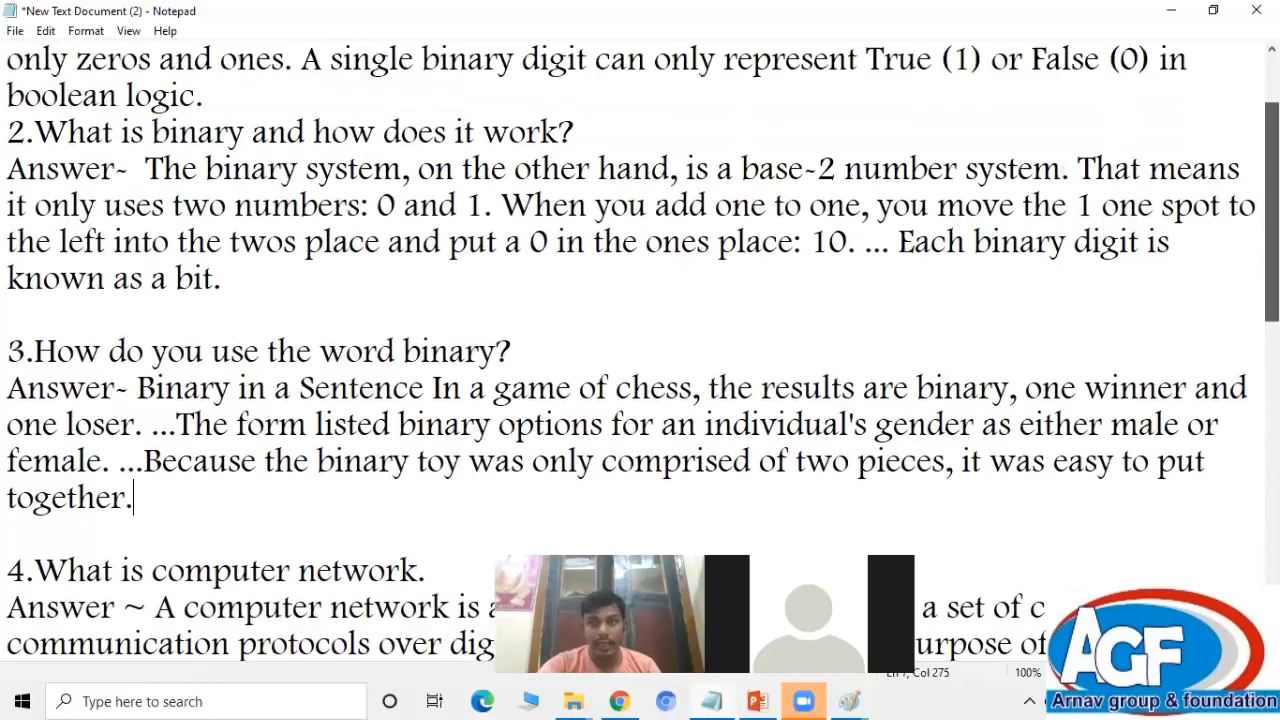 *New Text Document (2) - Notepad
File Edit Format View Help
only zeros and ones. A single binary digit can only represent True (1) or False (0) in
boolean logic.
2.What is binary and how does it work?
Answer-  The binary system, on the other hand, is a base-2 number system. That means
it only uses two numbers: 0 and 1. When you add one to one, you move the 1 one spot to
the left into the twos place and put a 0 in the ones place: 10. ... Each binary digit is
known as a bit.
3.How do you use the word binary?
Answer- Binary in a Sentence In a game of chess, the results are binary, one winner and
one loser. ...The form listed binary options for an individual's gender as either male or
female. ...Because the binary toy was only comprised of two pieces, it was easy to put
together.
4.What is computer network.
Answer ~ A computer network is a set of c
communication protocols over dig urpose of
Col 275 100%
AGF
Arnav group & foundation
Type here to search